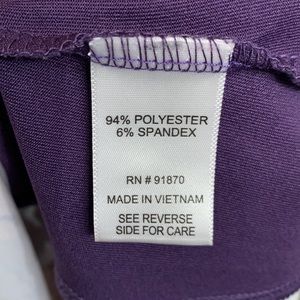 94% POLYESTER
6% SPANDEX
RN # 91870
MADE IN VIETNAM
SEE REVERSE
SIDE FOR CARE